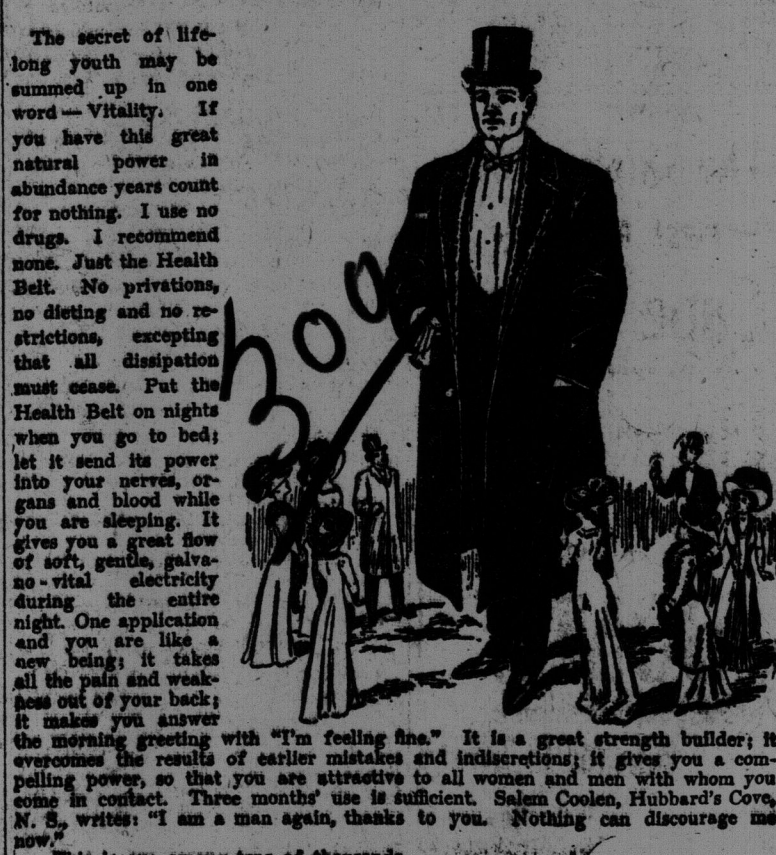 The secret of life-
long youth may be
summed up in one
word — Vitality. If
you have this great
natural power in
abundance years count
for nothing. I use no
drugs. I recommend
none. Just the Health
Belt. No privations,
no dieting and no re-
strictions, excepting
that all dissipation
must cease. Put the
Health Belt on nights
when you go to bed;
let it send its power
into your nerves, or-
gans and blood while
you are sleeping. It
gives you a great flow
of soft, gentle, galva-
no-vital electricity
during the entire
night. One application
and you are like a
new being; it takes
all the pain and weak-
ness out of your back;
it makes you answer
the morning greeting with "I'm feeling fine." It is a great strength builder; it
overcomes the results of earlier mistakes and indiscretions; it gives you a com-
pelling power, so that you are attractive to all women and men with whom you
come in contact. Three months' use is sufficient. Salem Coolen, Hubbard's Cove,
N. S., writes: "I am a man again, thanks to you. Nothing can discourage me
now."
300